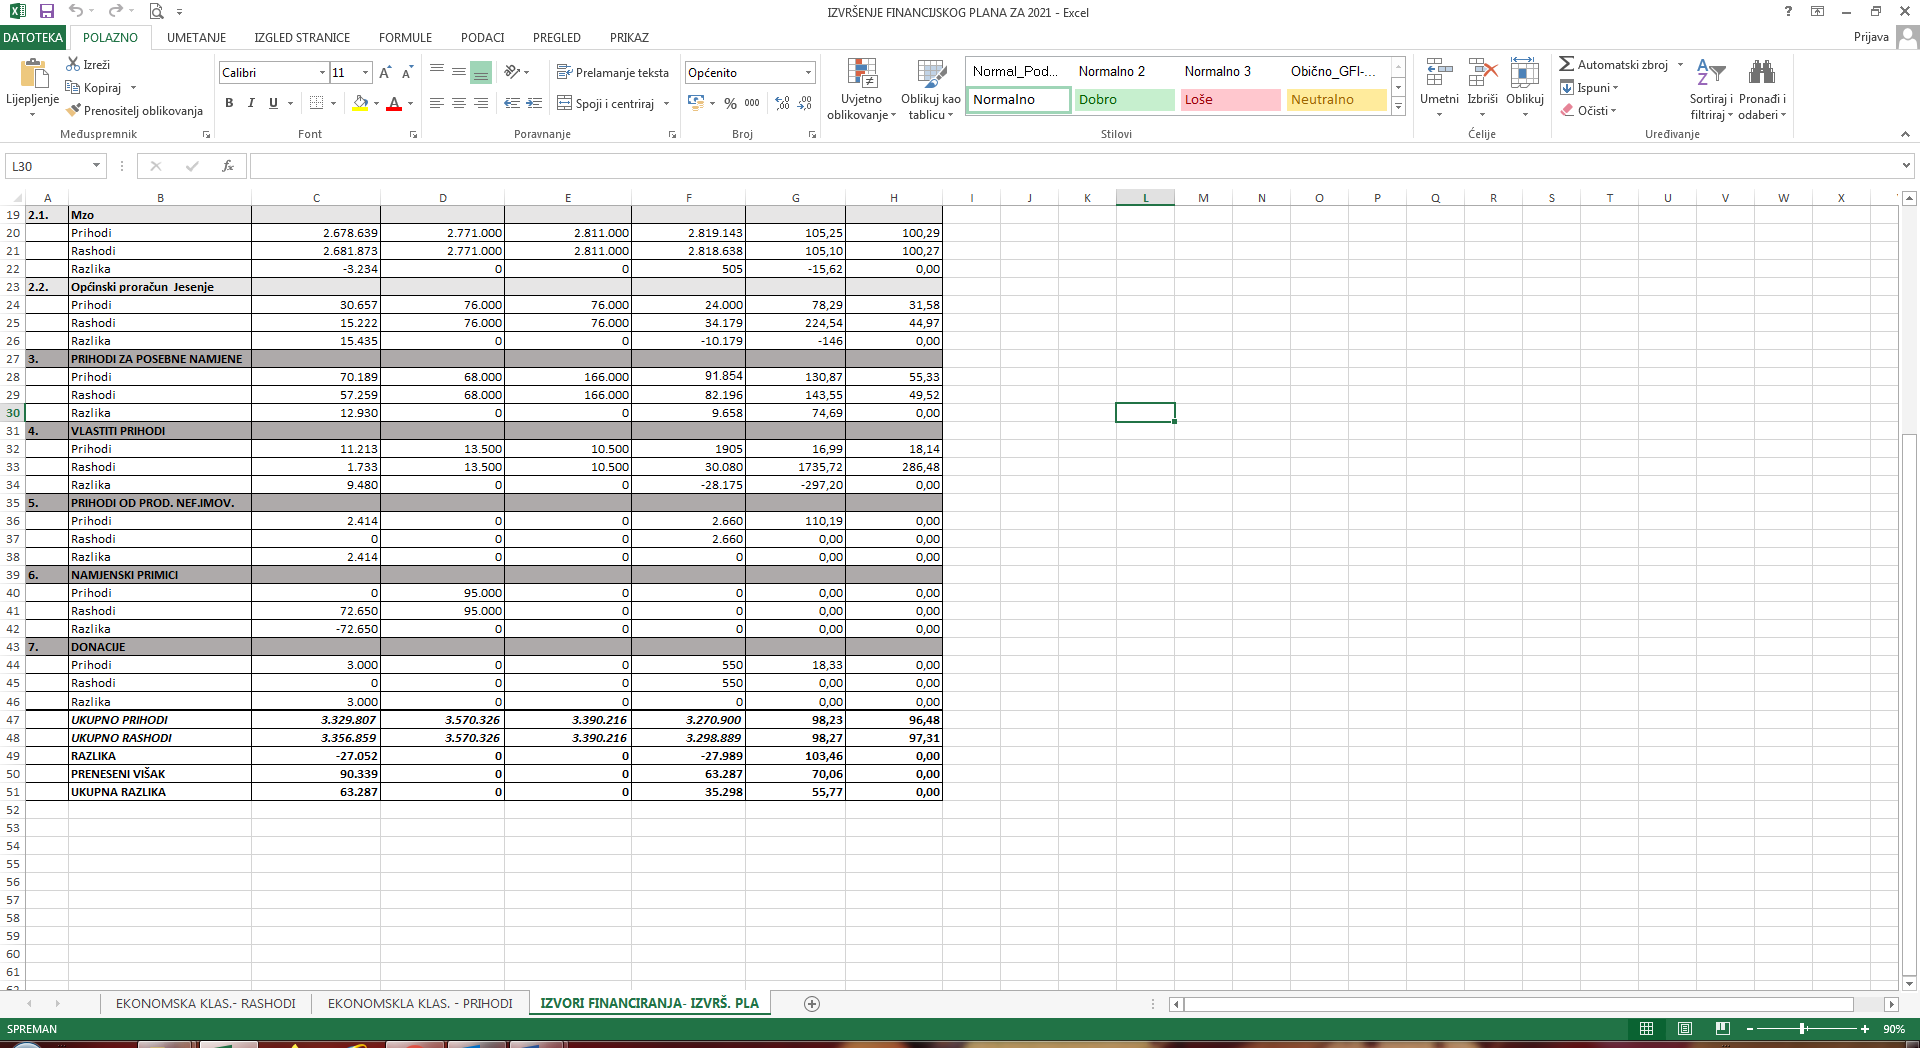 IZVRŠENJE FINANCIJSKOG PLANA ZA 2021 - Excel
DATOTEKA POLAZNO UMETANJE IZGLED STRANICE FORMULE PODACI PREGLED PRIKAZ Prijava
Lijepljenje
Izreži
Kopiraj
Prenositelj oblikovanja
Međuspremnik
Calibri 11
B I U
Font
Prelamanje teksta
Spoji i centriraj
Poravnanje
Općenito
% 000
Broj
Uvjetno oblikovanje
Oblikuj kao tablicu
Normal_Pod... Normalno 2 Normalno 3 Obično_GFI-...
Normalno Dobro Loše Neutralno
Stilovi
Umetni Izbriši Oblikuj
Ćelije
Automatski zbroj
Ispuni
Očisti
Sortiraj i filtriraj
Pronađi i odaberi
Uređivanje
L30
A B C D E F G H I J K L M N O P Q R S T U V W X
19 2.1. Mzo
20 Prihodi 2.678.639 2.771.000 2.811.000 2.819.143 105,25 100,29
21 Rashodi 2.681.873 2.771.000 2.811.000 2.818.638 105,10 100,27
22 Razlika -3.234 0 0 505 -15,62 0,00
23 2.2. Općinski proračun Jesenje
24 Prihodi 30.657 76.000 76.000 24.000 78,29 31,58
25 Rashodi 15.222 76.000 76.000 34.179 224,54 44,97
26 Razlika 15.435 0 0 -10.179 -146 0,00
27 3. PRIHODI ZA POSEBNE NAMJENE
28 Prihodi 70.189 68.000 166.000 91.854 130,87 55,33
29 Rashodi 57.259 68.000 166.000 82.196 143,55 49,52
30 Razlika 12.930 0 0 9.658 74,69 0,00
31 4. VLASTITI PRIHODI
32 Prihodi 11.213 13.500 10.500 1905 16,99 18,14
33 Rashodi 1.733 13.500 10.500 30.080 1735,72 286,48
34 Razlika 9.480 0 0 -28.175 -297,20 0,00
35 5. PRIHODI OD PROD. NEF.IMOV.
36 Prihodi 2.414 0 0 2.660 110,19 0,00
37 Rashodi 0 0 0 2.660 0,00 0,00
38 Razlika 2.414 0 0 0 0,00 0,00
39 6. NAMJENSKI PRIMICI
40 Prihodi 0 95.000 0 0 0,00 0,00
41 Rashodi 72.650 95.000 0 0 0,00 0,00
42 Razlika -72.650 0 0 0 0,00 0,00
43 7. DONACIJE
44 Prihodi 3.000 0 0 550 18,33 0,00
45 Rashodi 0 0 0 550 0,00 0,00
46 Razlika 3.000 0 0 0 0,00 0,00
47 UKUPNO PRIHODI 3.329.807 3.570.326 3.390.216 3.270.900 98,23 96,48
48 UKUPNO RASHODI 3.356.859 3.570.326 3.390.216 3.298.889 98,27 97,31
49 RAZLIKA -27.052 0 0 -27.989 103,46 0,00
50 PRENESENI VIŠAK 90.339 0 0 63.287 70,06 0,00
51 UKUPNA RAZLIKA 63.287 0 0 35.298 55,77 0,00
52
53
54
55
56
57
58
59
60
61
EKONOMSKA KLAS.- RASHODI EKONOMSKLA KLAS. - PRIHODI IZVORI FINANCIRANJA- IZVRŠ. PLA
SPREMAN 90%